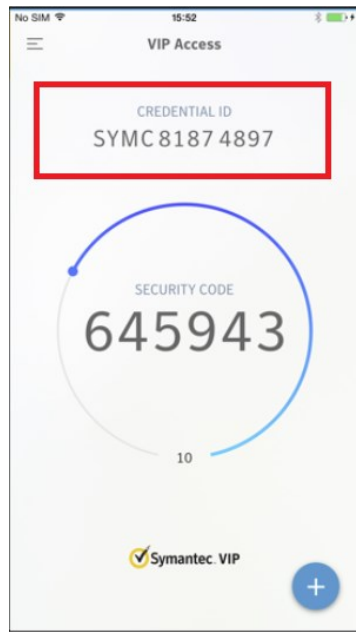 No SIM 15:52
VIP Access
CREDENTIAL ID
SYMC 8187 4897
SECURITY CODE
645943
10
Symantec. VIP